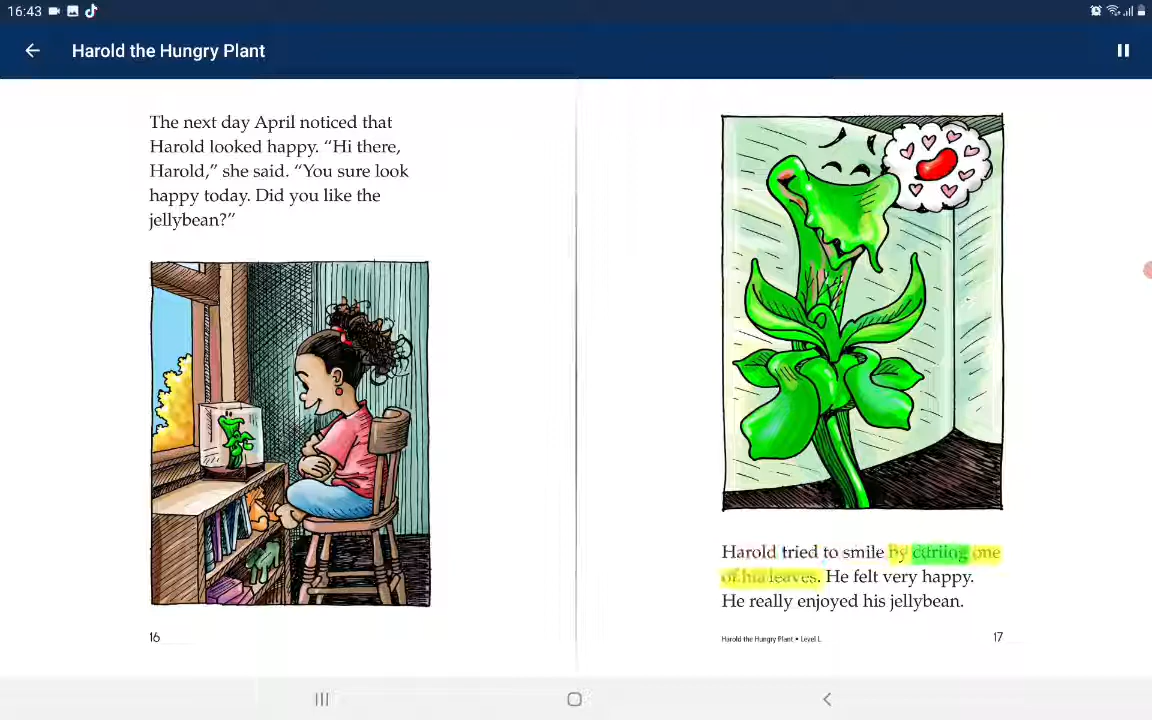 16:43
Harold the Hungry Plant
The next day April noticed that
Harold looked happy. “Hi there,
Harold,” she said. “You sure look
happy today. Did you like the
jellybean?”
16
Harold tried to smile by curling one
of his leaves. He felt very happy.
He really enjoyed his jellybean.
Harold the Hungry Plant • Level L
17